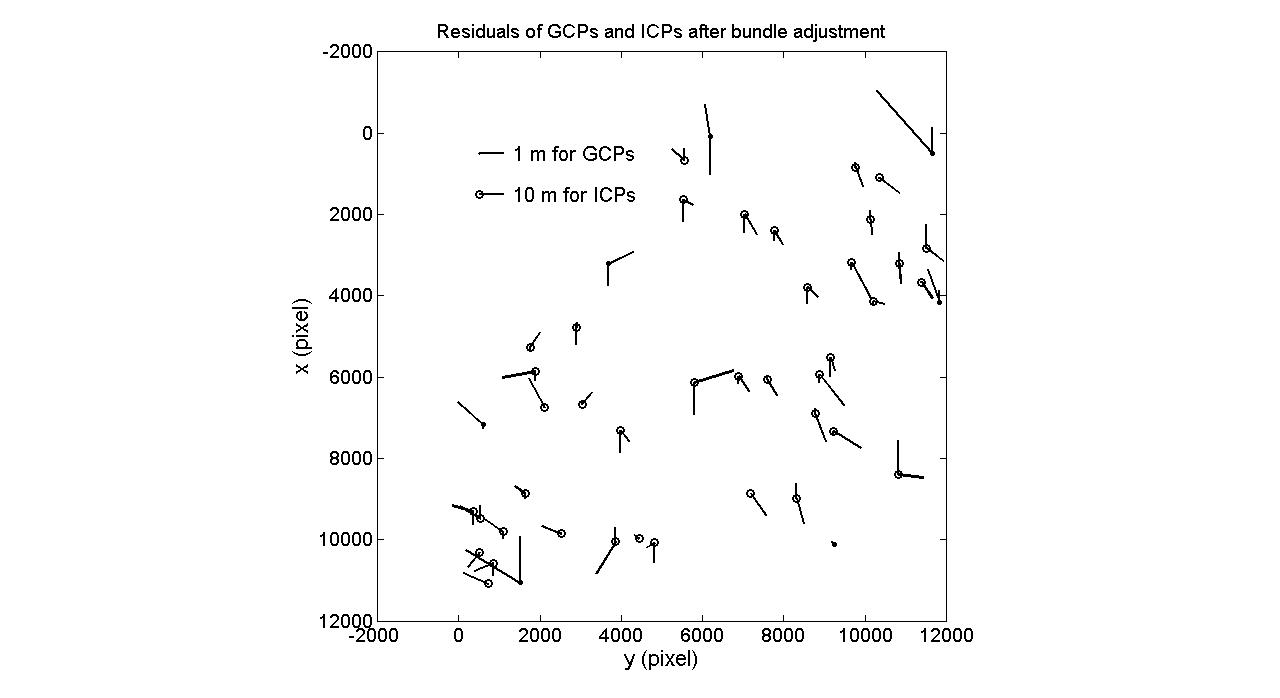 Residuals of GCPs and ICPs after bundle adjustment
-2000
0
2000
4000
6000
8000
10000
12000
1 m for GCPs
10 m for ICPs
x (pixel)
-2000 0 2000 4000 6000 8000 10000 12000
y (pixel)